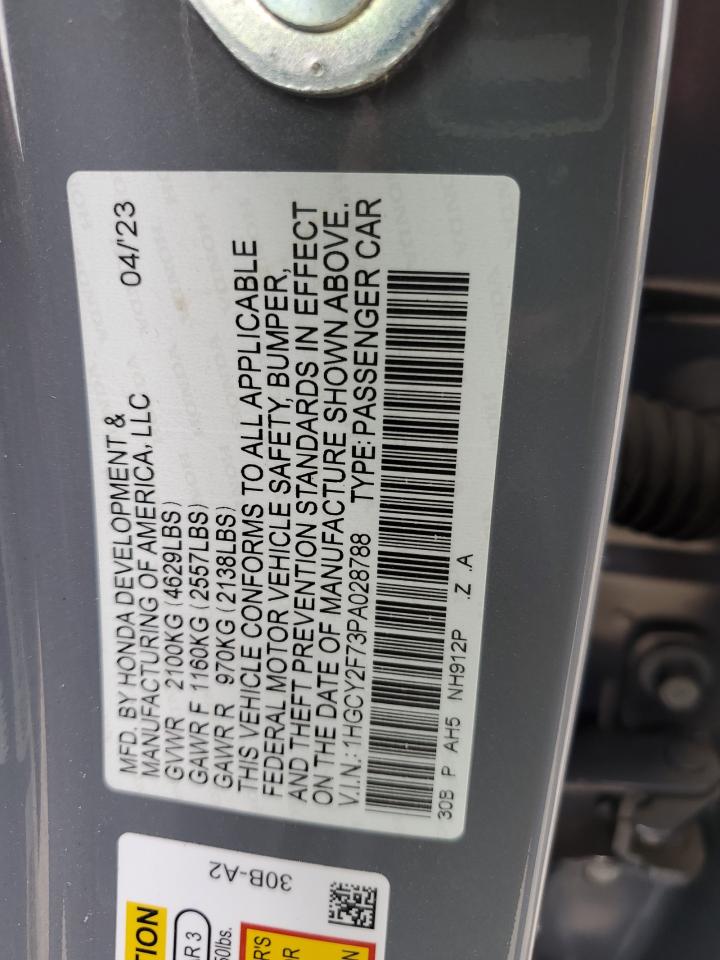 MFD. BY HONDA DEVELOPMENT &
MANUFACTURING OF AMERICA, LLC 04/'23
GVWR 2100KG (4629LBS)
GAWR F 1160KG (2557LBS)
GAWR R 970KG (2138LBS)
THIS VEHICLE CONFORMS TO ALL APPLICABLE
FEDERAL MOTOR VEHICLE SAFETY, BUMPER,
AND THEFT PREVENTION STANDARDS IN EFFECT
ON THE DATE OF MANUFACTURE SHOWN ABOVE.
V.I.N.: 1HGCY2F73PA028788 TYPE: PASSENGER CAR
30B P AH5 NH912P .Z .A
30B-A2